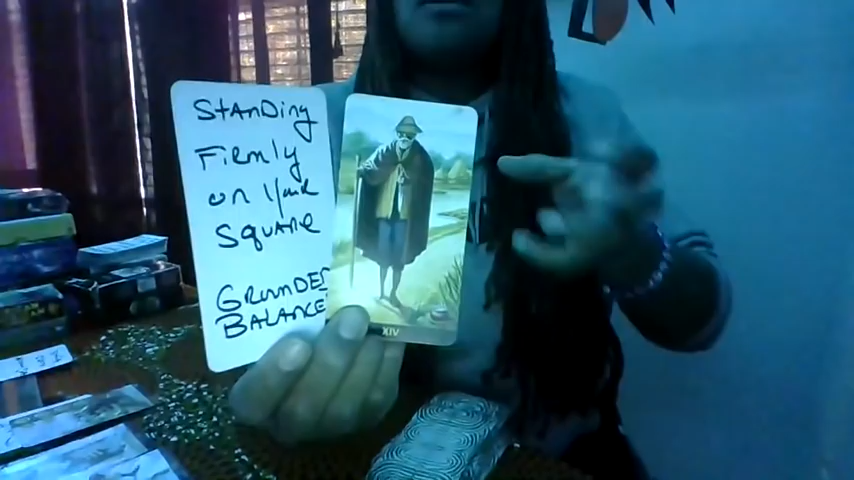 StANDing
Firmly
on your
SquARe
GROUNDED
BALANCE
XIV